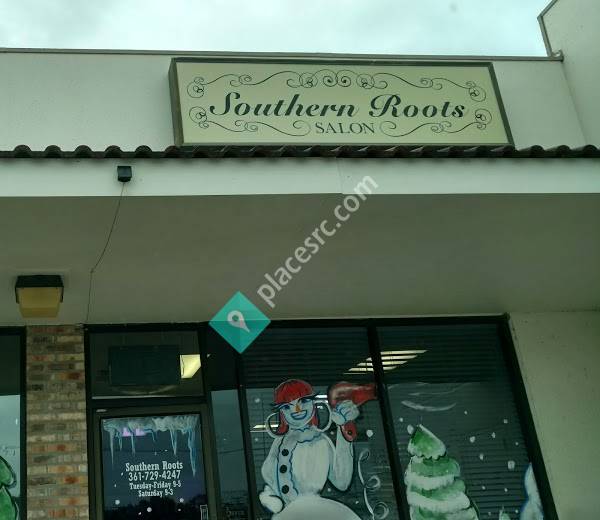 Southern Roots
SALON
placesrc.com
Southern Roots
361-729-4247
Tuesday-Friday 9-5
Saturday 9-3